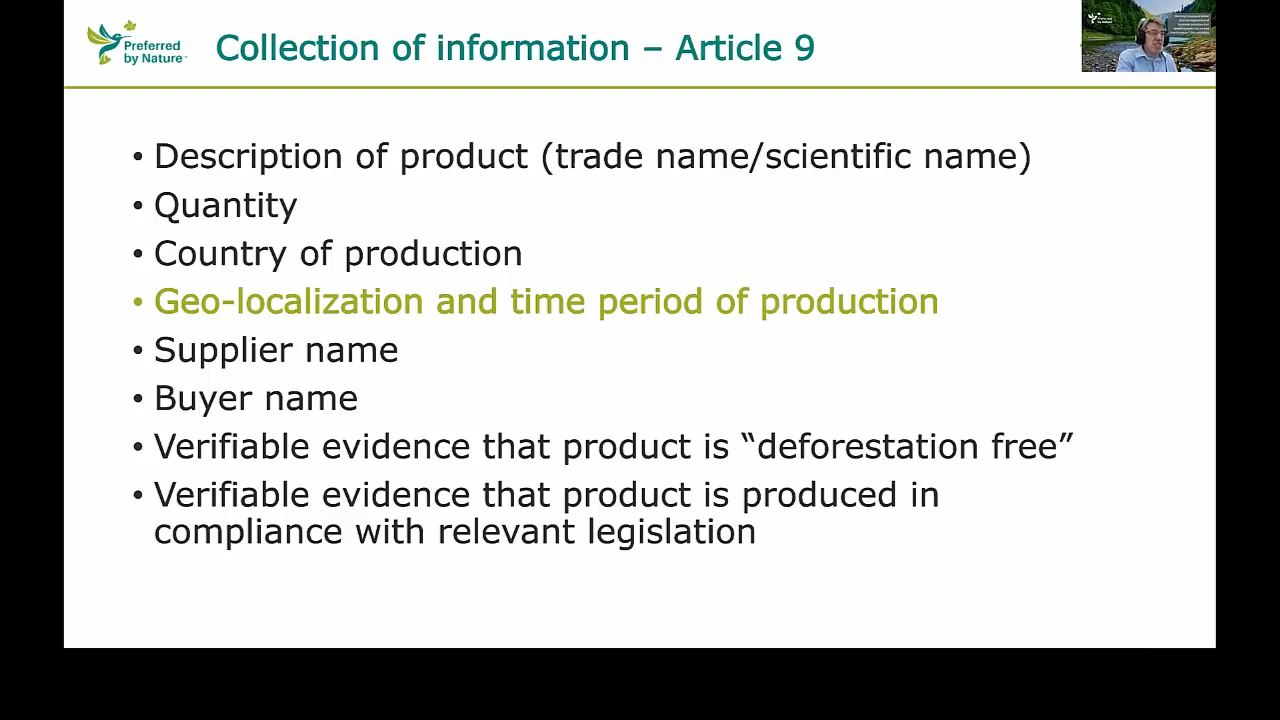 Preferred
by Nature™
Collection of information – Article 9
• Description of product (trade name/scientific name)
• Quantity
• Country of production
• Geo-localization and time period of production
• Supplier name
• Buyer name
• Verifiable evidence that product is “deforestation free”
• Verifiable evidence that product is produced in
compliance with relevant legislation